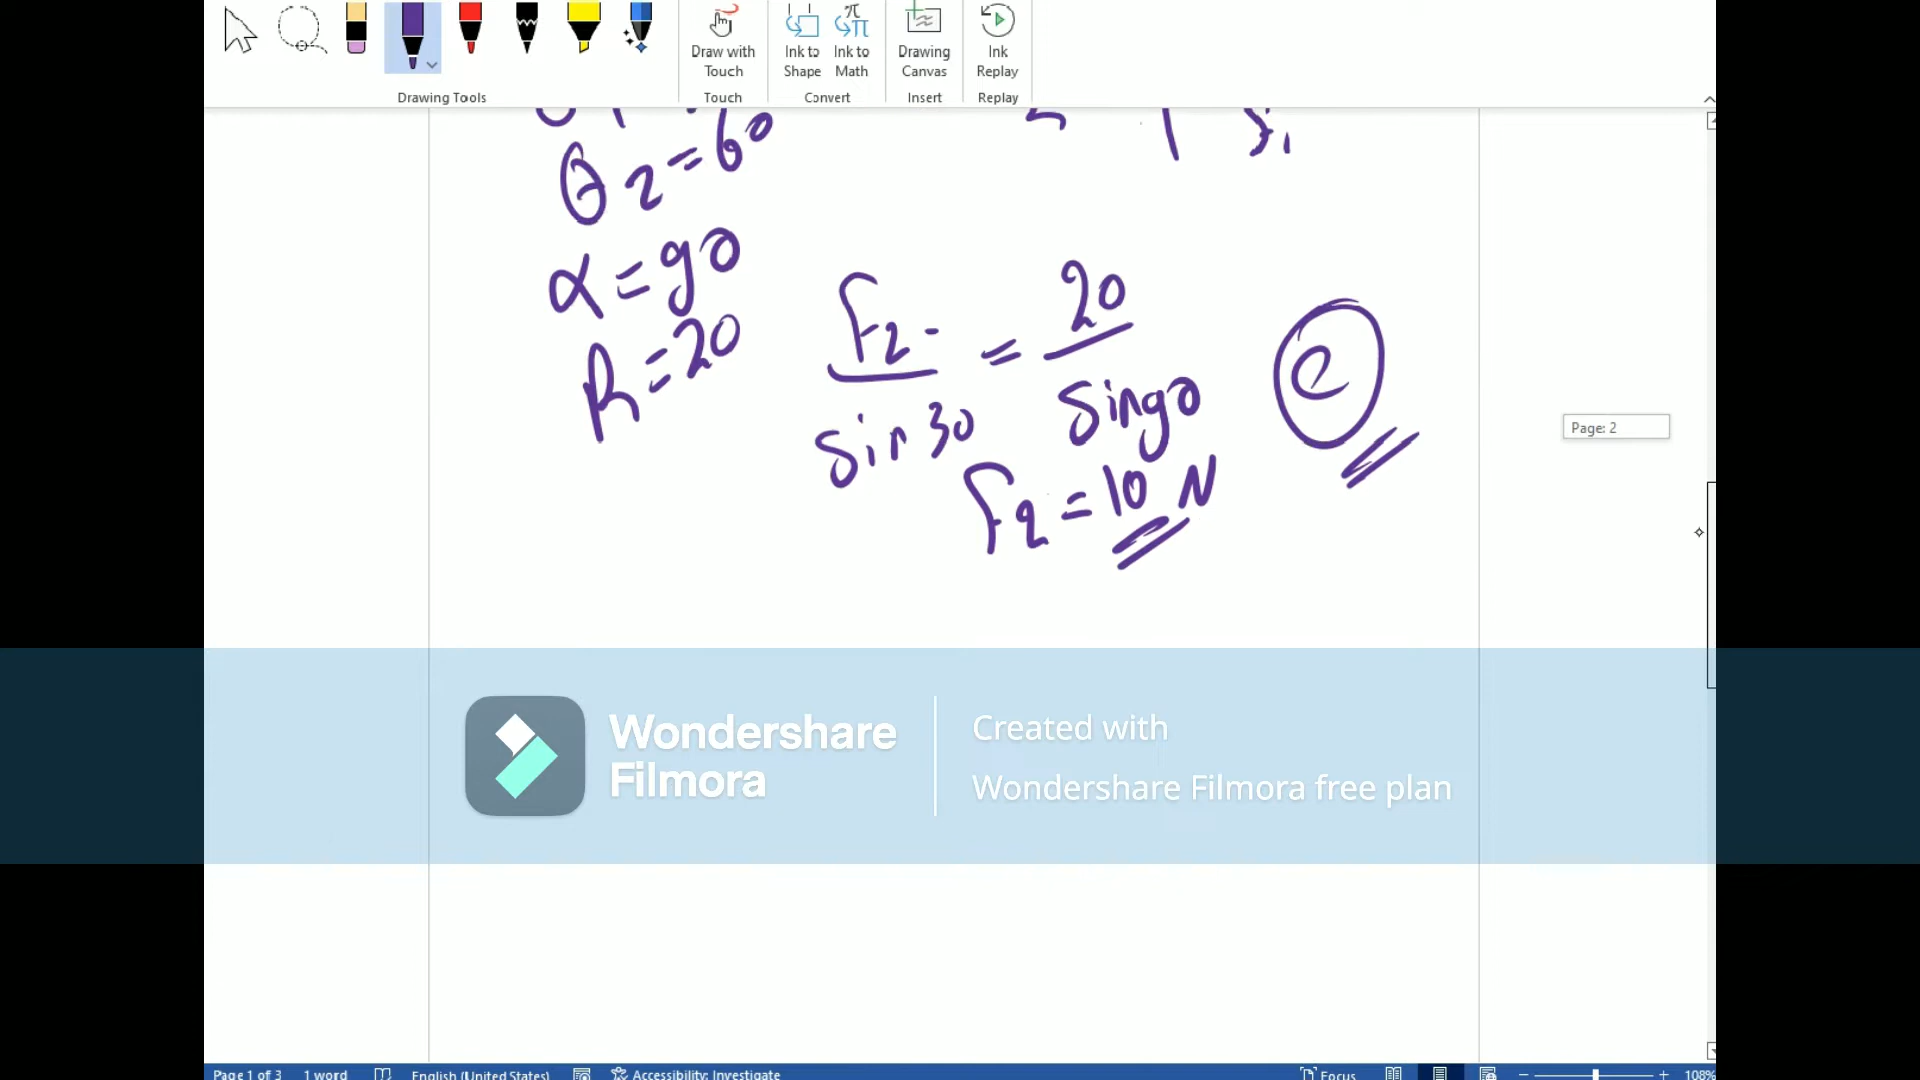 Draw with Touch
Ink to Shape
Ink to Math
Drawing Canvas
Ink Replay
Drawing Tools
Touch
Convert
Insert
Replay
θ2=60
α=90
R=20
F2 = 20
sin 30 sin90
F2 = 10 N
e
Page: 2
Wondershare Filmora
Created with
Wondershare Filmora free plan
Page 1 of 3 1 word English (United States) Accessibility: Investigate Focus 108%